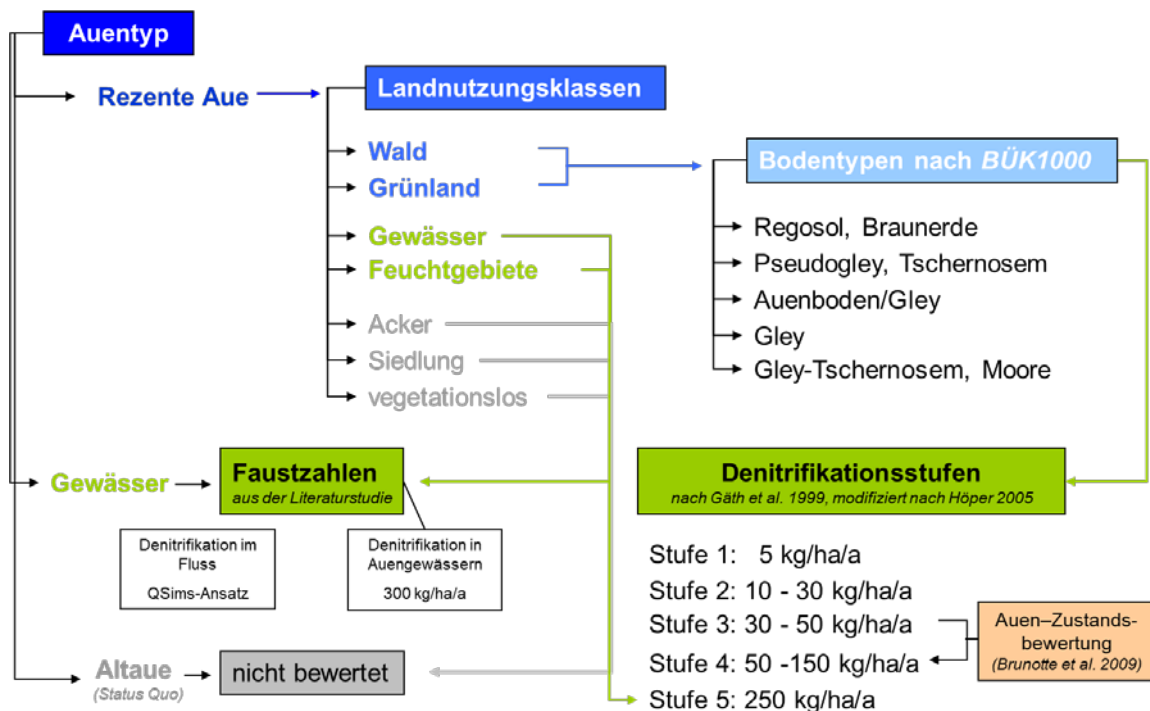 Auentyp
Rezente Aue
Landnutzungsklassen
Wald
Grünland
Gewässer
Feuchtgebiete
Acker
Siedlung
vegetationslos
Bodentypen nach BÜK1000
Regosol, Braunerde
Pseudogley, Tschernosem
Auenboden/Gley
Gley
Gley-Tschernosem, Moore
Gewässer
Faustzahlen
aus der Literaturstudie
Denitrifikation im
Fluss
QSims-Ansatz
Denitrifikation in
Auengewässern
300 kg/ha/a
Denitrifikationsstufen
nach Gäth et al. 1999, modifiziert nach Höper 2005
Stufe 1: 5 kg/ha/a
Stufe 2: 10 - 30 kg/ha/a
Stufe 3: 30 - 50 kg/ha/a
Stufe 4: 50 -150 kg/ha/a
Stufe 5: 250 kg/ha/a
Auen–Zustands-
bewertung
(Brunotte et al. 2009)
Altaue
(Status Quo)
nicht bewertet